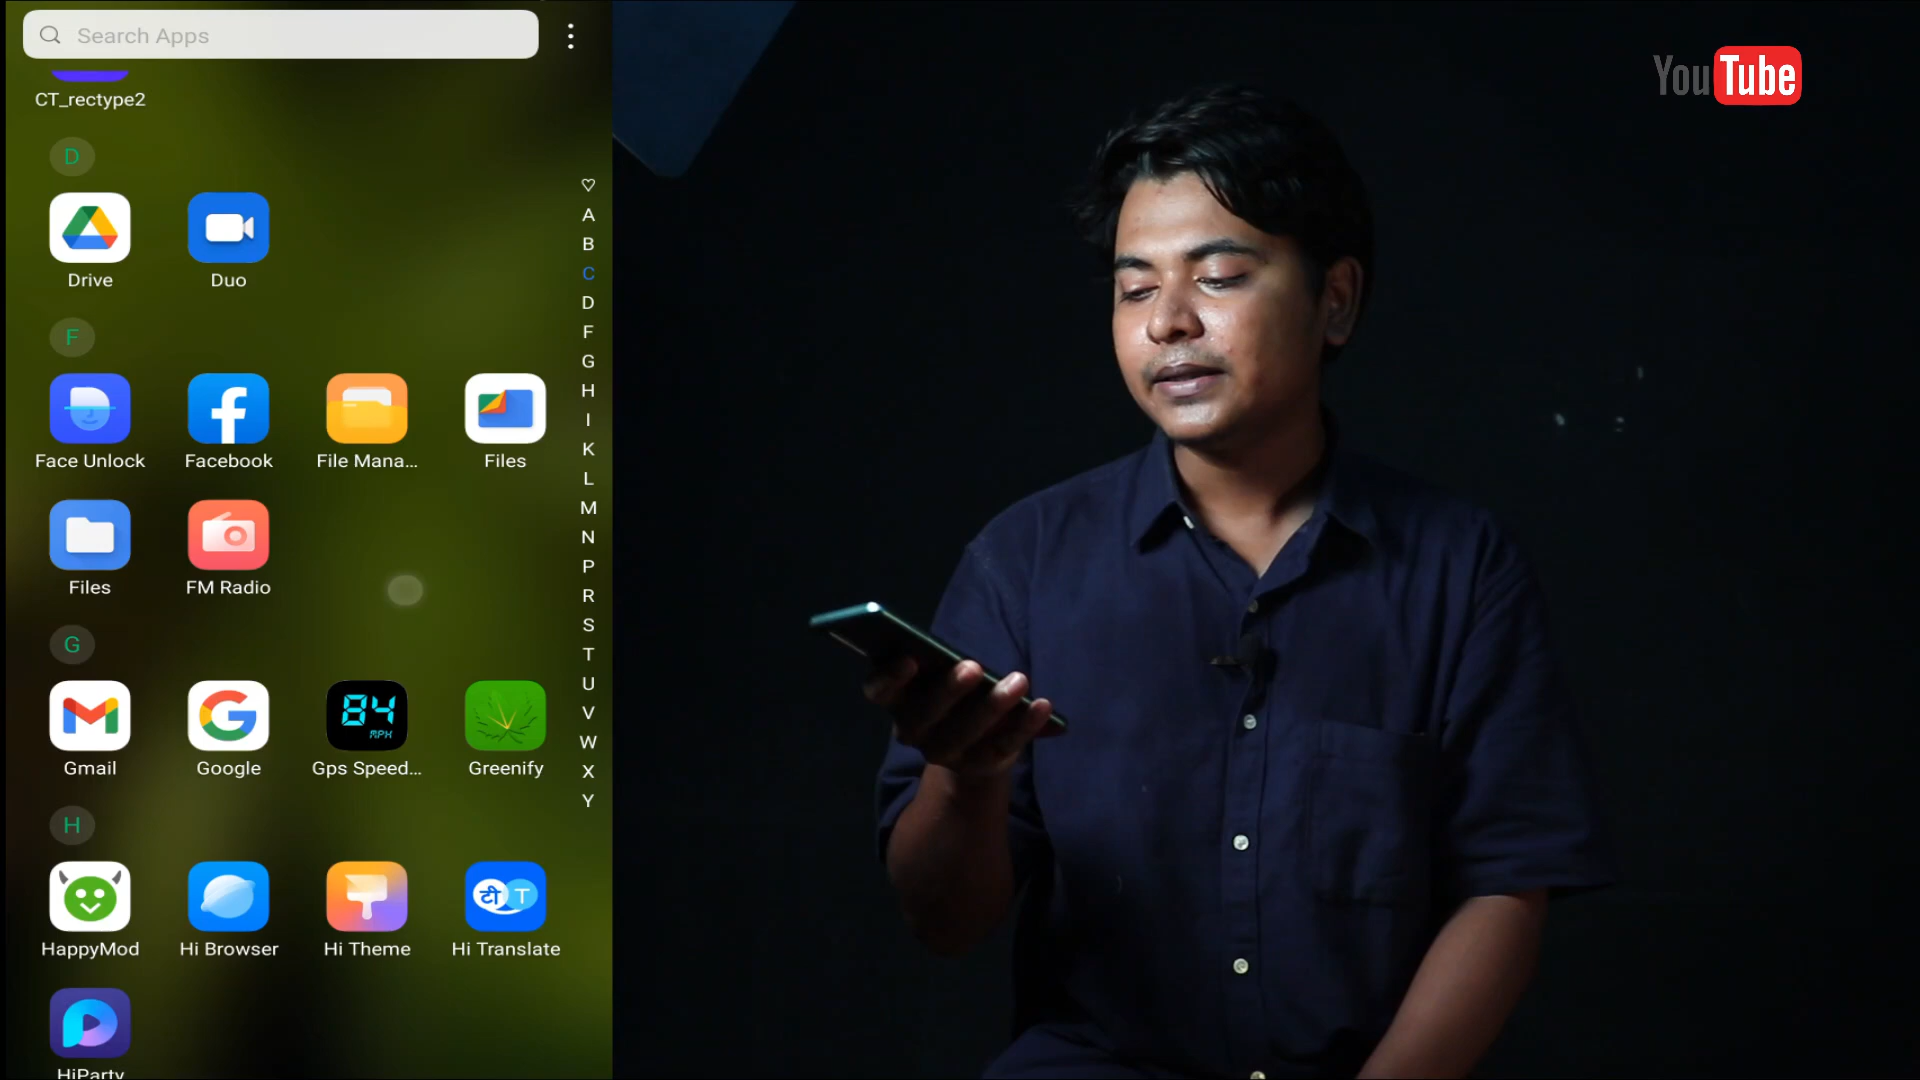 Search Apps
YouTube
CT_rectype2
D
Drive
Duo
F
Face Unlock
Facebook
File Mana...
Files
Files
FM Radio
G
Gmail
Google
84
MPH
Gps Speed...
Greenify
H
टी T
HappyMod
Hi Browser
Hi Theme
Hi Translate
HiParty
A
B
C
D
F
G
H
I
K
L
M
N
P
R
S
T
U
V
W
X
Y